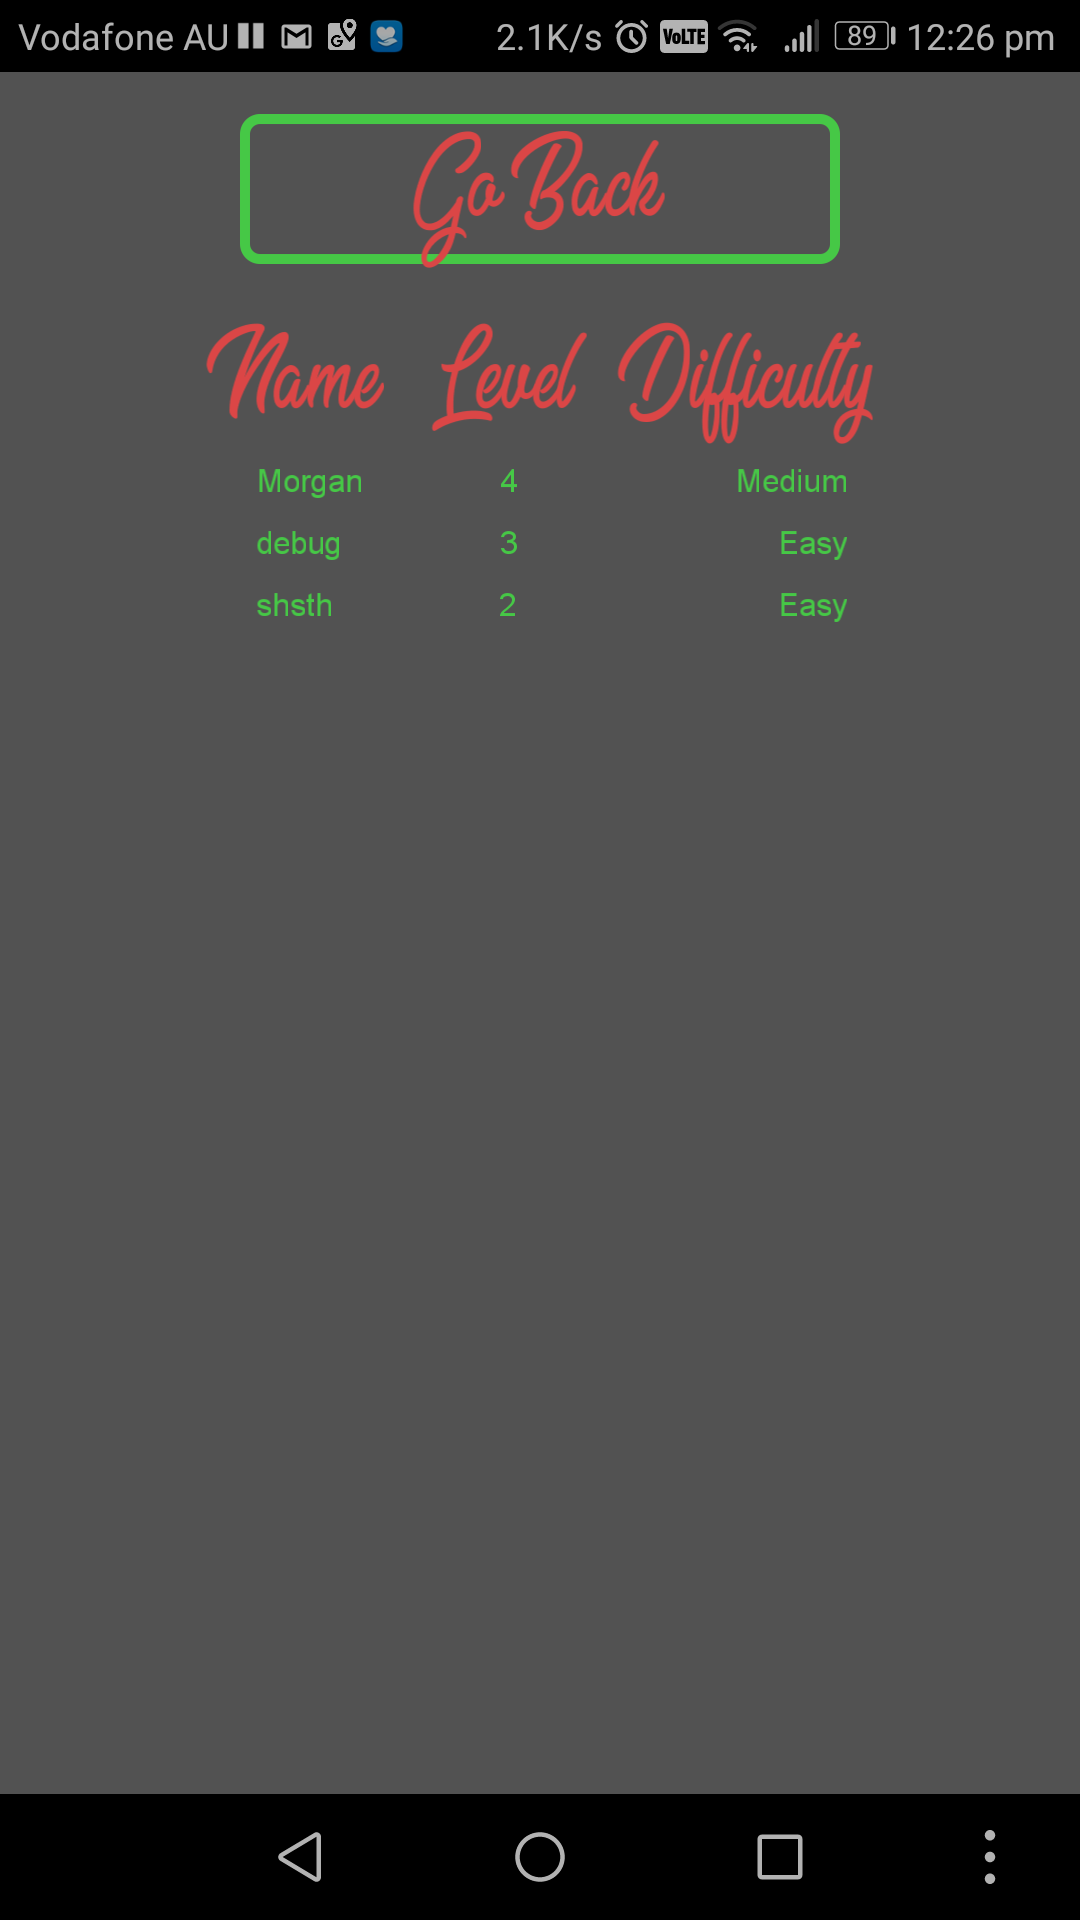 Vodafone AU 2.1K/s VoLTE 89 12:26 pm
Go Back
Name Level Difficulty
Morgan 4 Medium
debug 3 Easy
shsth 2 Easy